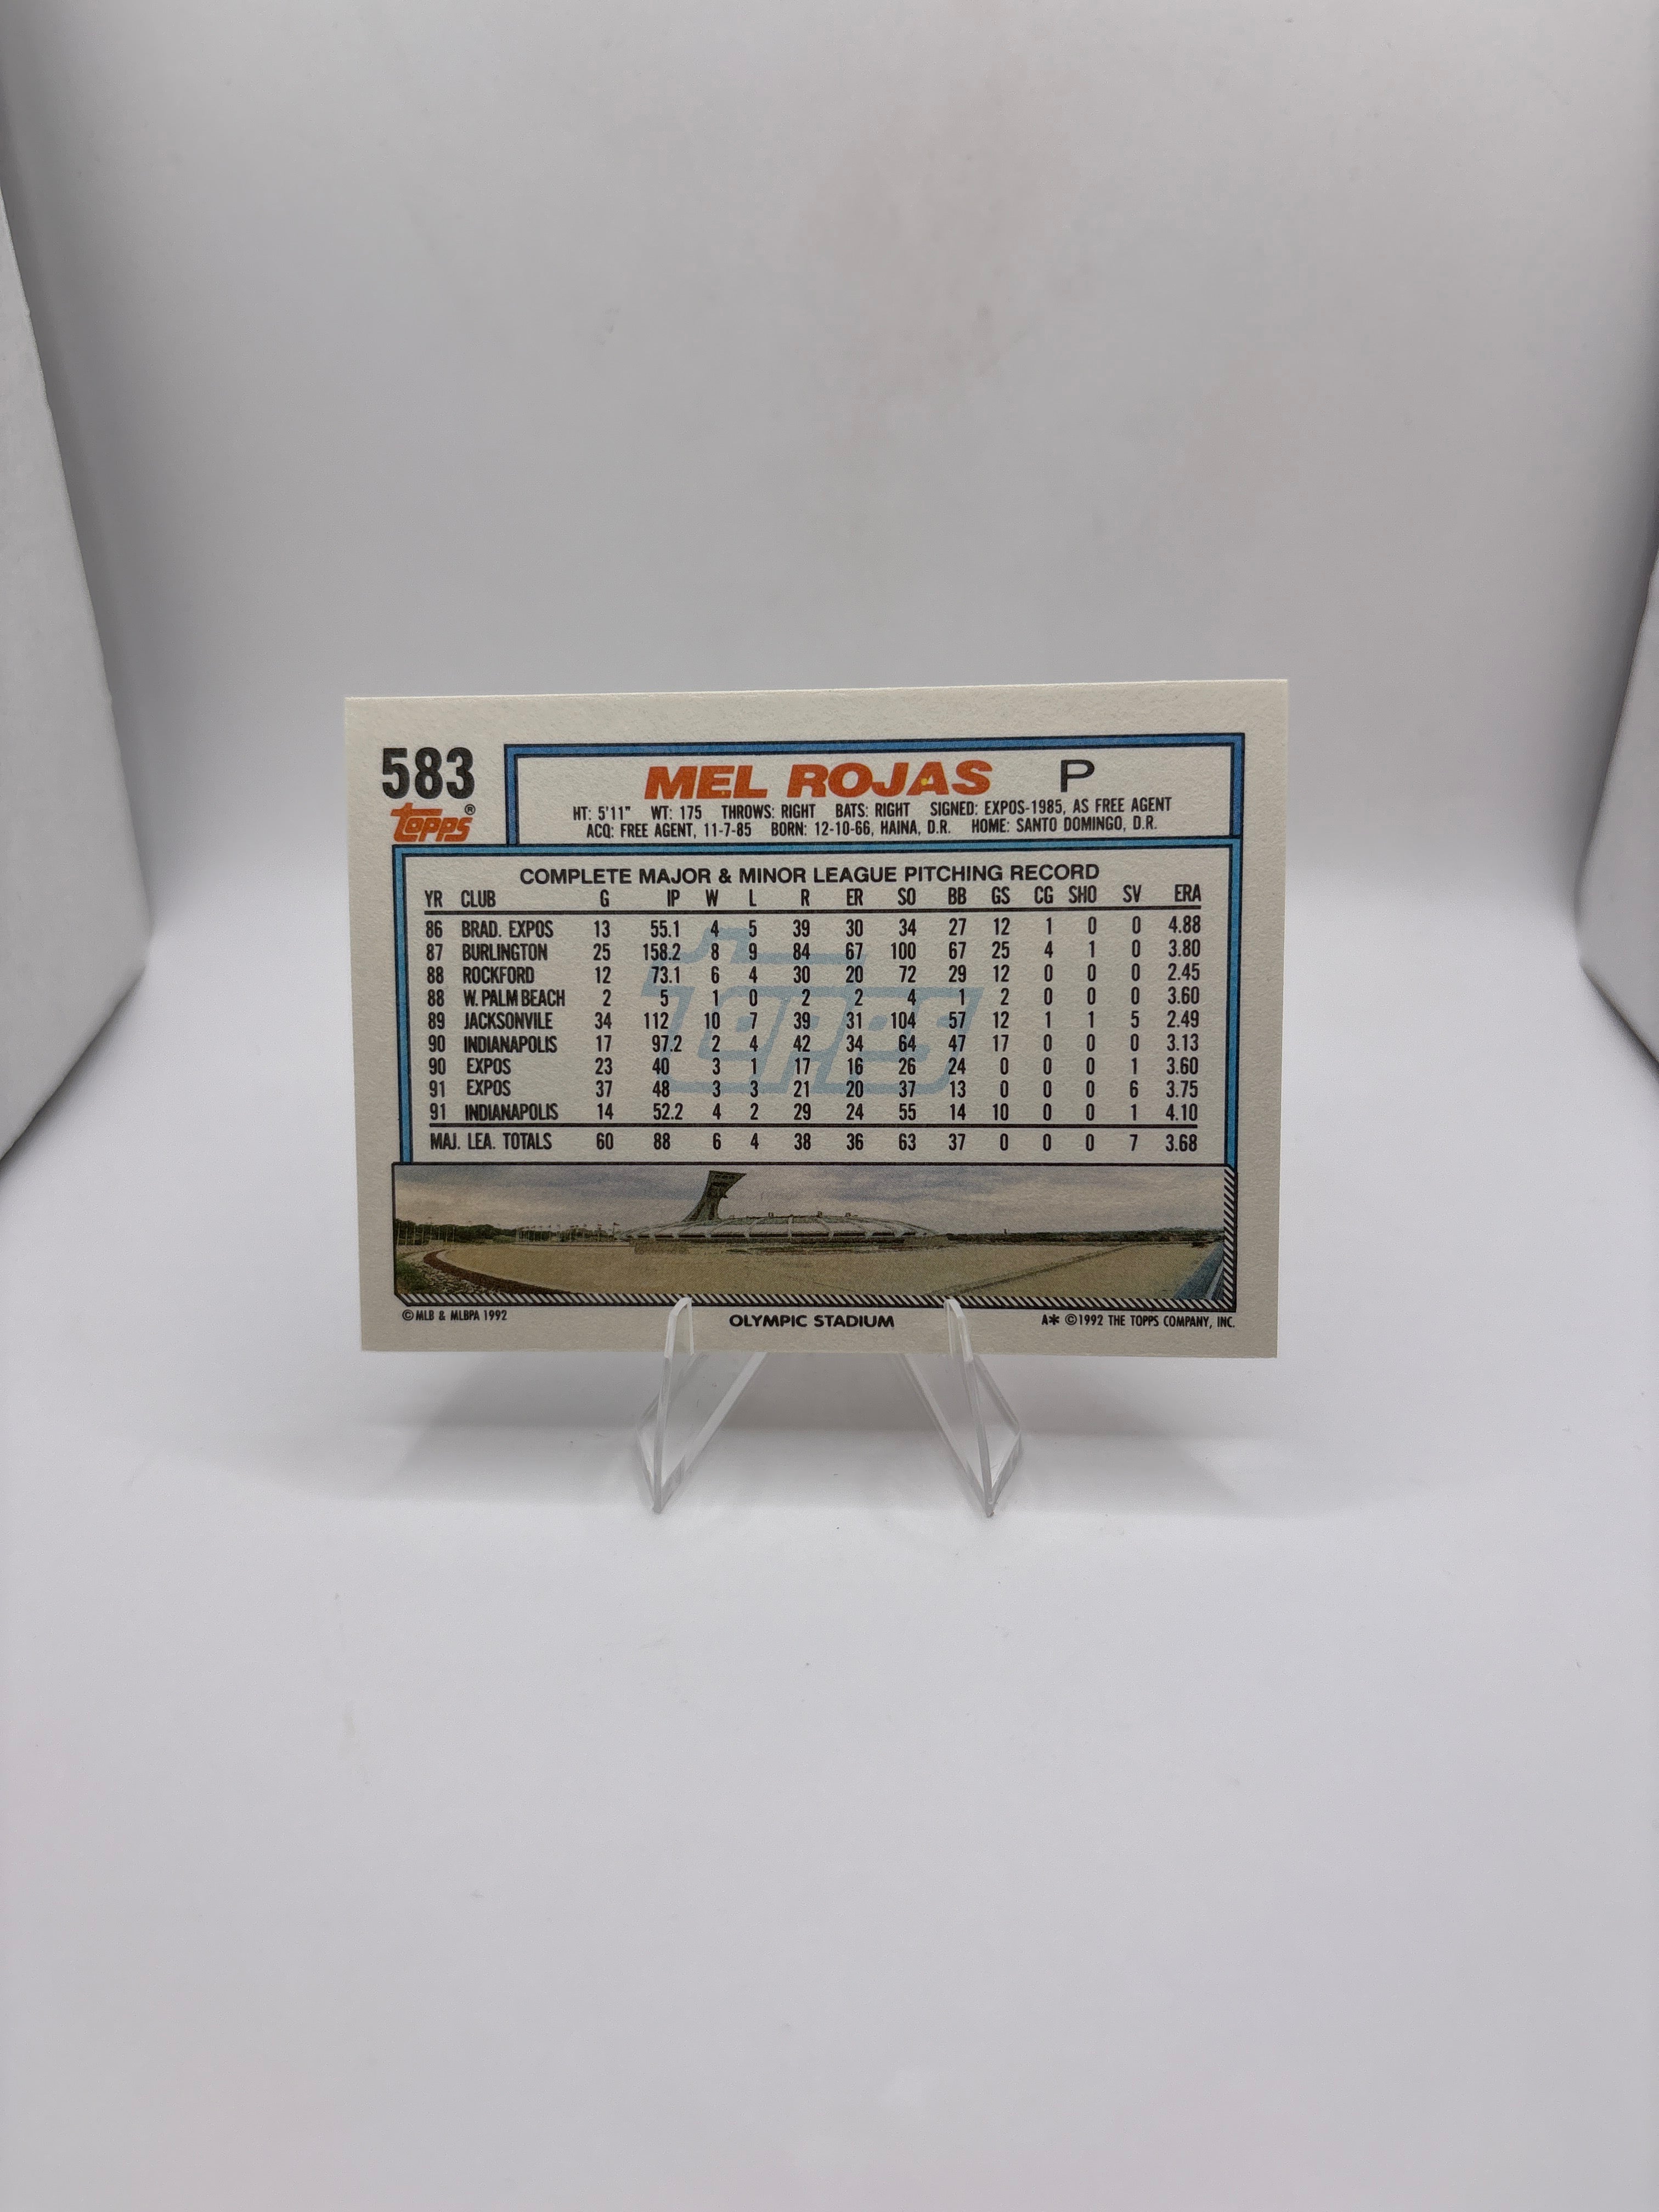 583
topps®
MEL ROJAS P
HT: 5'11" WT: 175 THROWS: RIGHT BATS: RIGHT SIGNED: EXPOS-1985, AS FREE AGENT
ACQ: FREE AGENT, 11-7-85 BORN: 12-10-66, HAINA, D.R. HOME: SANTO DOMINGO, D.R.
COMPLETE MAJOR & MINOR LEAGUE PITCHING RECORD
YR CLUB G IP W L R ER SO BB GS CG SHO SV ERA
86 BRAD. EXPOS 13 55.1 4 5 39 30 34 27 12 1 0 0 4.88
87 BURLINGTON 25 158.2 8 9 84 67 100 67 25 4 1 0 3.80
88 ROCKFORD 12 73.1 6 4 30 20 72 29 12 0 0 0 2.45
88 W. PALM BEACH 2 5 1 0 2 2 4 1 2 0 0 0 3.60
89 JACKSONVILE 34 112 10 7 39 31 104 57 12 1 1 5 2.49
90 INDIANAPOLIS 17 97.2 2 4 42 34 64 47 17 0 0 0 3.13
90 EXPOS 23 40 3 1 17 16 26 24 0 0 0 1 3.60
91 EXPOS 37 48 3 3 21 20 37 13 0 0 0 6 3.75
91 INDIANAPOLIS 14 52.2 4 2 29 24 55 14 10 0 0 1 4.10
MAJ. LEA. TOTALS 60 88 6 4 38 36 63 37 0 0 0 7 3.68
topps
© MLB & MLBPA 1992
OLYMPIC STADIUM
A* © 1992 THE TOPPS COMPANY, INC.